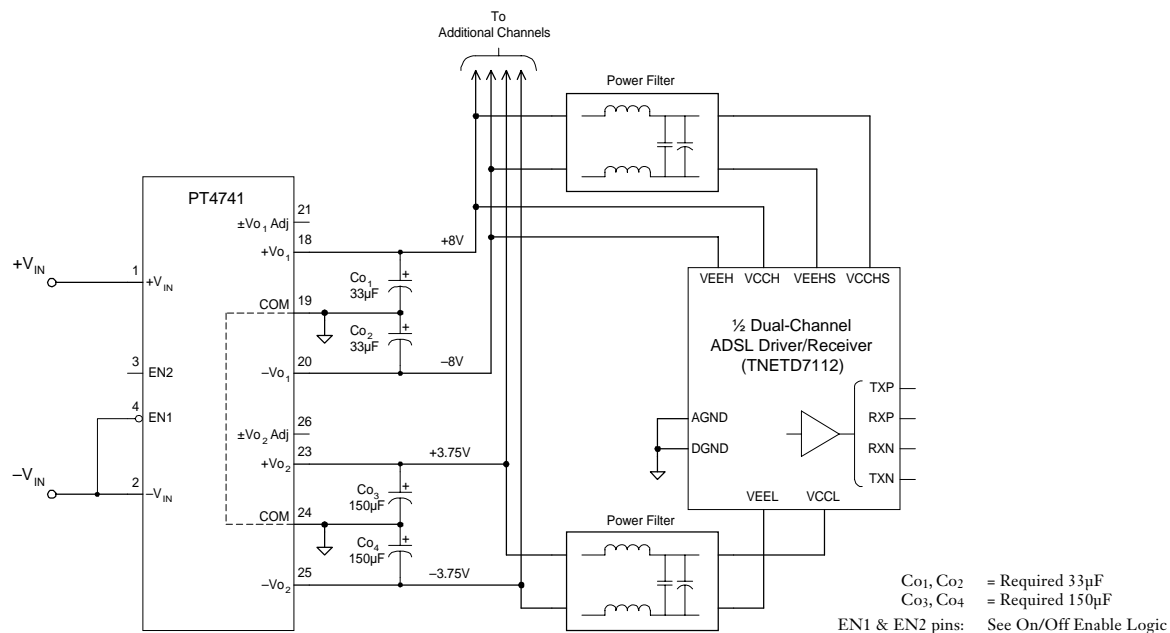 To
Additional Channels
Power Filter
PT4741
±Vo1 Adj
21
18
+Vo1
+8V
+VIN
1
+VIN
Co1
33µF
+
COM
19
Co2
33µF
+
3
EN2
20
–Vo1
–8V
4
EN1
26
±Vo2 Adj
23
+Vo2
+3.75V
–VIN
2
–VIN
Co3
150µF
+
COM
24
Co4
150µF
+
25
–Vo2
–3.75V
VEEH
VCCH
VEEHS
VCCHS
½ Dual-Channel
ADSL Driver/Receiver
(TNETD7112)
TXP
AGND
RXP
DGND
RXN
TXN
VEEL
VCCL
Power Filter
Co1, Co2 = Required 33µF
Co3, Co4 = Required 150µF
EN1 & EN2 pins: See On/Off Enable Logic